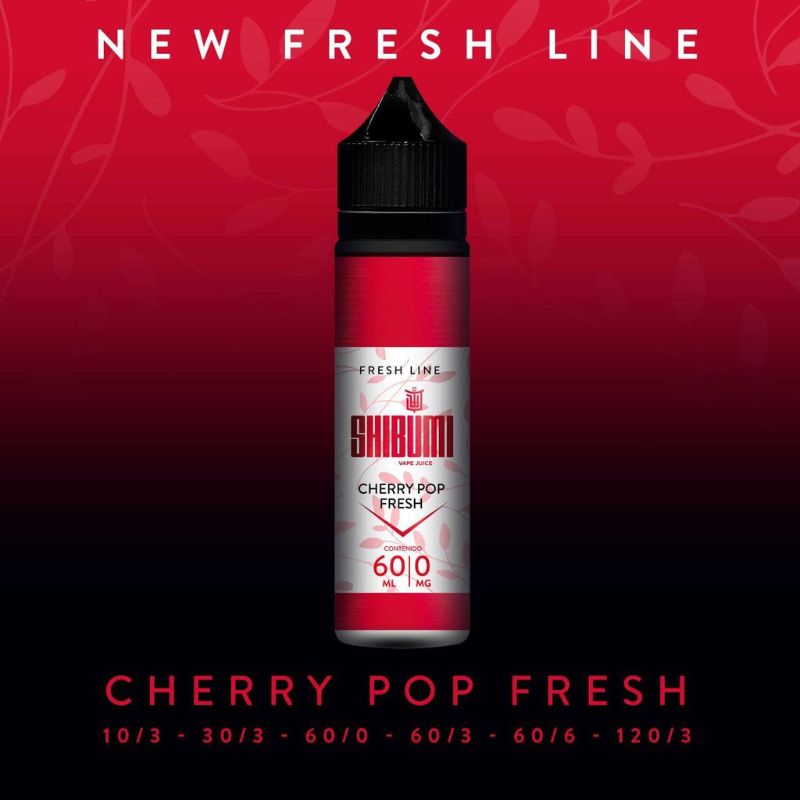 NEW FRESH LINE
FRESH LINE
SHIBUMI
VAPE JUICE
CHERRY POP
FRESH
CONTENIDO
60|0
ML MG
CHERRY POP FRESH
10/3 - 30/3 - 60/0 - 60/3 - 60/6 - 120/3